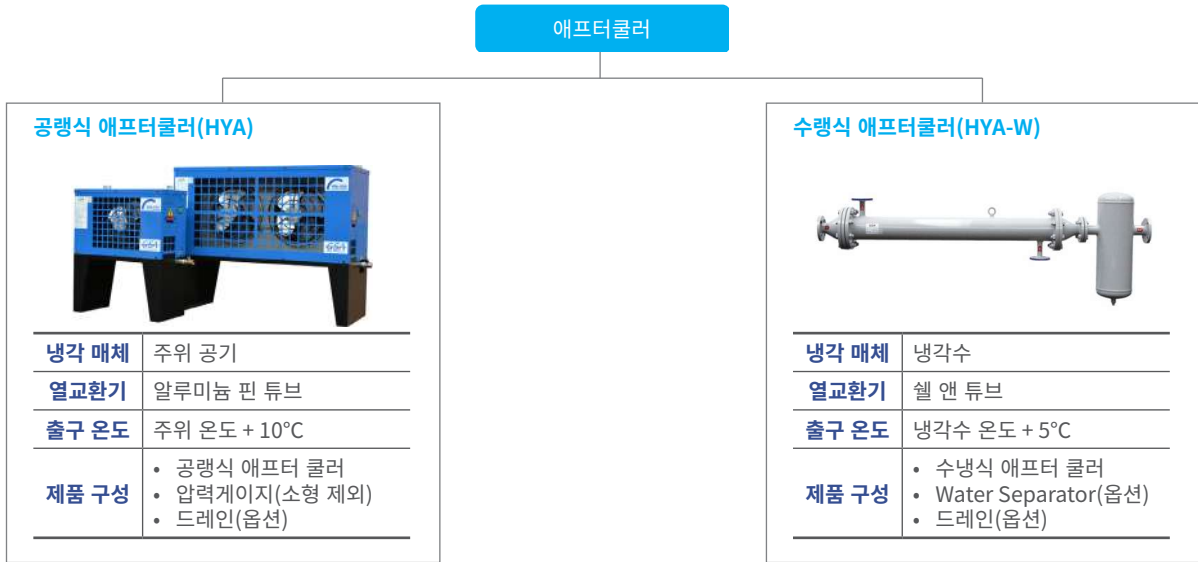 애프터쿨러
공랭식 애프터쿨러(HYA)
냉각 매체 주위 공기
열교환기 알루미늄 핀 튜브
출구 온도 주위 온도 + 10°C
제품 구성
• 공랭식 애프터 쿨러
• 압력게이지(소형 제외)
• 드레인(옵션)
수랭식 애프터쿨러(HYA-W)
냉각 매체 냉각수
열교환기 쉘 앤 튜브
출구 온도 냉각수 온도 + 5°C
제품 구성
• 수냉식 애프터 쿨러
• Water Separator(옵션)
• 드레인(옵션)